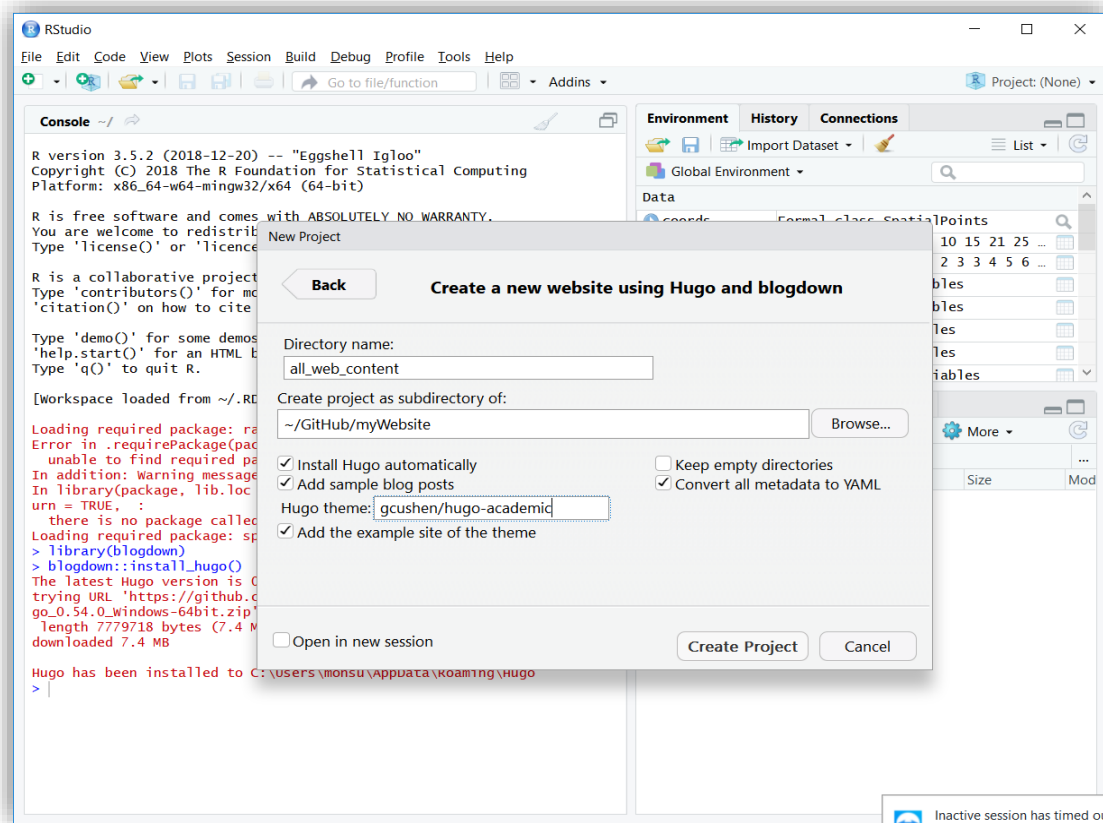 RStudio
File Edit Code View Plots Session Build Debug Profile Tools Help
Go to file/function
Addins
Project: (None)
Console ~/
R version 3.5.2 (2018-12-20) -- "Eggshell Igloo"
Copyright (C) 2018 The R Foundation for Statistical Computing
Platform: x86_64-w64-mingw32/x64 (64-bit)
R is free software and comes with ABSOLUTELY NO WARRANTY.
You are welcome to redistrib
Type 'license()' or 'licence
R is a collaborative project
Type 'contributors()' for mo
'citation()' on how to cite
Type 'demo()' for some demos
'help.start()' for an HTML b
Type 'q()' to quit R.
[Workspace loaded from ~/.RD
Loading required package: ra
Error in .requirePackage(pac
unable to find required pa
In addition: Warning message
In library(package, lib.loc
urn = TRUE, :
there is no package called
Loading required package: sp
> library(blogdown)
> blogdown::install_hugo()
The latest Hugo version is 0
trying URL 'https://github.c
go_0.54.0_Windows-64bit.zip'
length 7779718 bytes (7.4 M
downloaded 7.4 MB
Hugo has been installed to C:\Users\monsu\AppData\Roaming\Hugo
>
Environment History Connections
Import Dataset
List
Global Environment
Data
coords Formal class SpatialPoints
10 15 21 25 ...
2 3 3 4 5 6 ...
bles
bles
les
les
iables
More
...
Size Mod
New Project
Back
Create a new website using Hugo and blogdown
Directory name:
all_web_content
Create project as subdirectory of:
~/GitHub/myWebsite
Browse...
Install Hugo automatically
Keep empty directories
Add sample blog posts
Convert all metadata to YAML
Hugo theme: gcushen/hugo-academic
Add the example site of the theme
Open in new session
Create Project
Cancel
Inactive session has timed ou